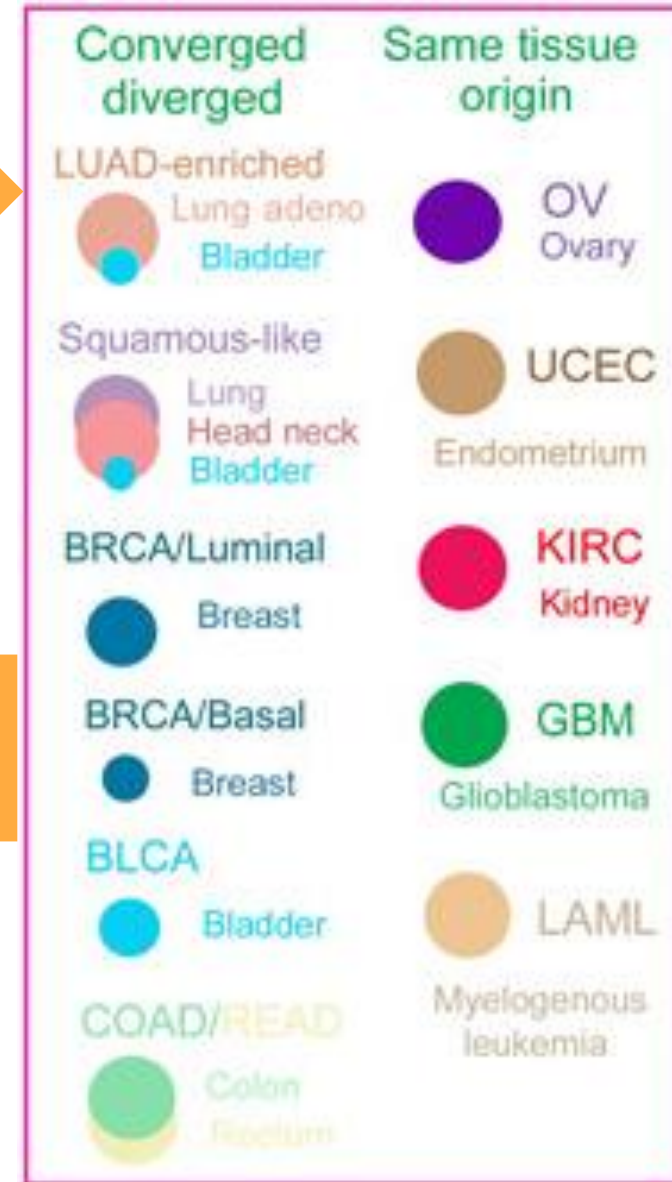 Converged
diverged
LUAD-enriched
Lung adeno
Bladder
Squamous-like
Lung
Head neck
Bladder
BRCA/Luminal
Breast
BRCA/Basal
Breast
BLCA
Bladder
COAD/READ
Colon
Rectum
Same tissue
origin
OV
Ovary
UCEC
Endometrium
KIRC
Kidney
GBM
Glioblastoma
LAML
Myelogenous
leukemia